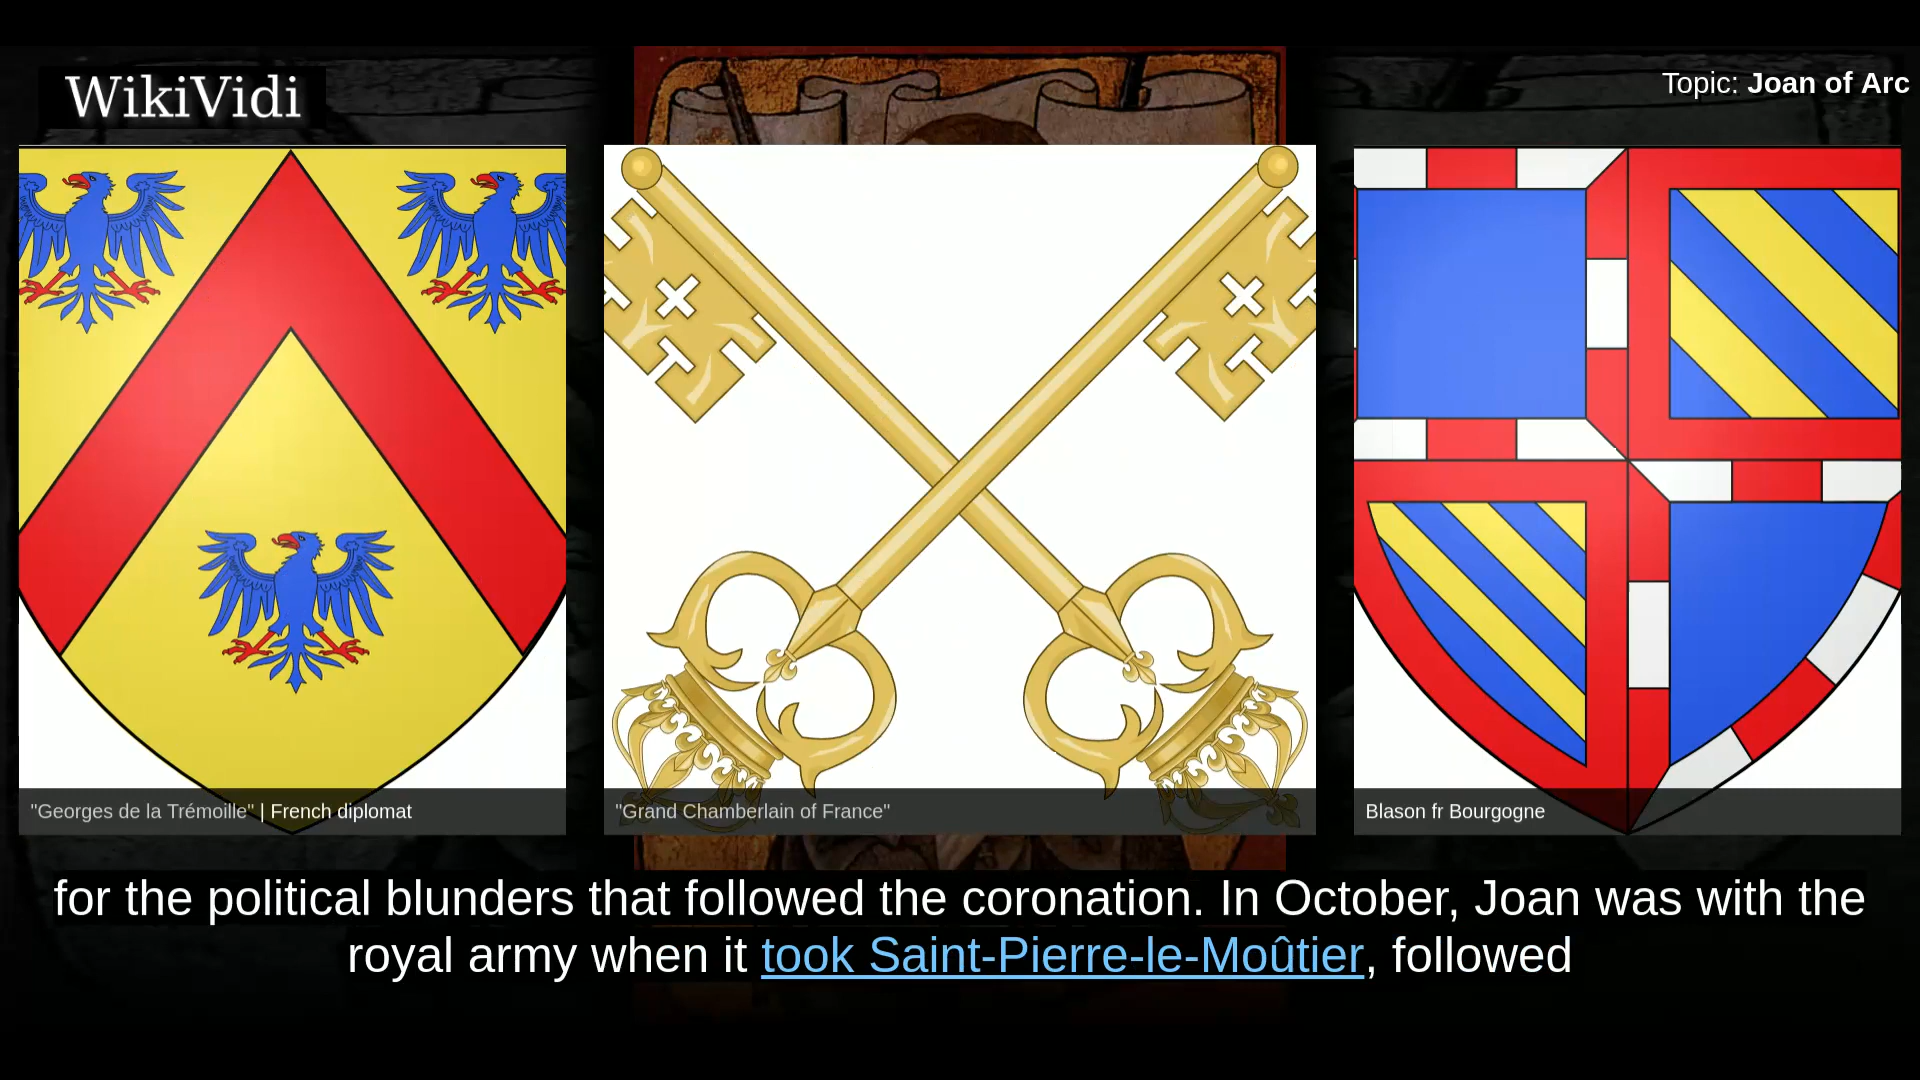 WikiVidi
Topic: Joan of Arc
"Georges de la Trémoille" | French diplomat
"Grand Chamberlain of France"
Blason fr Bourgogne
for the political blunders that followed the coronation. In October, Joan was with the
royal army when it took Saint-Pierre-le-Moûtier, followed